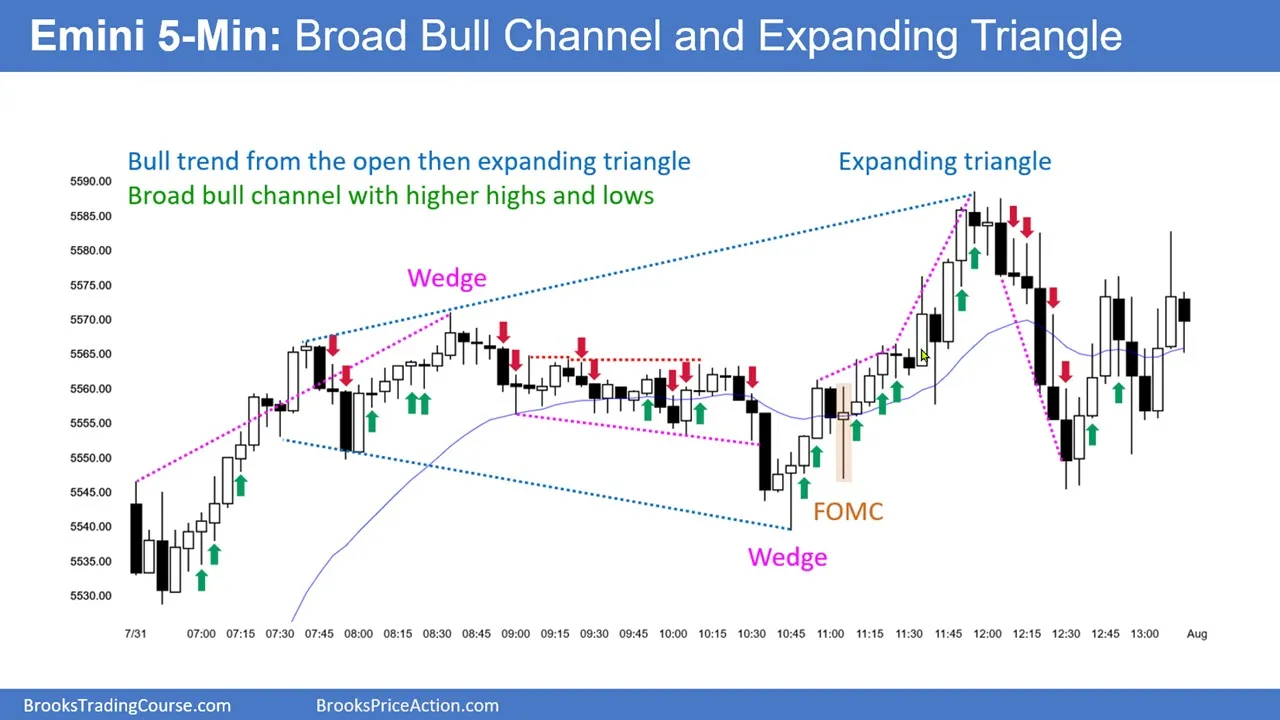 Emini 5-Min: Broad Bull Channel and Expanding Triangle
Bull trend from the open then expanding triangle
Broad bull channel with higher highs and lows
Expanding triangle
5590.00
5585.00
5580.00
5575.00
5570.00
5565.00
5560.00
5555.00
5550.00
5545.00
5540.00
5535.00
5530.00
Wedge
FOMC
Wedge
7/31 07:00 07:15 07:30 07:45 08:00 08:15 08:30 08:45 09:00 09:15 09:30 09:45 10:00 10:15 10:30 10:45 11:00 11:15 11:30 11:45 12:00 12:15 12:30 12:45 13:00 Aug
BrooksTradingCourse.com BrooksPriceAction.com